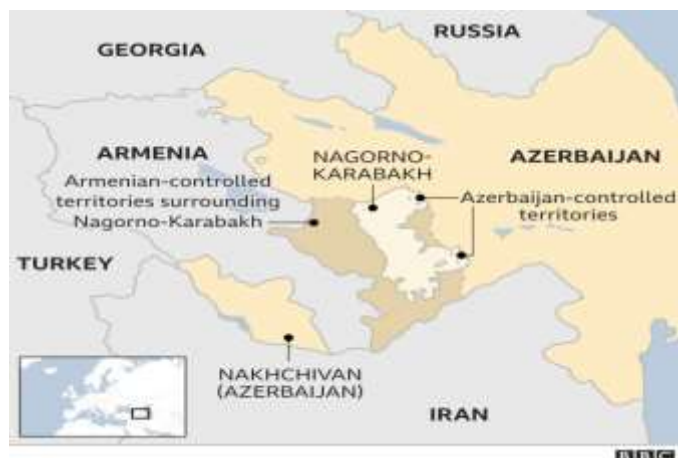 RUSSIA
GEORGIA
ARMENIA
NAGORNO-
KARABAKH
AZERBAIJAN
Armenian-controlled
territories surrounding
Nagorno-Karabakh
Azerbaijan-controlled
territories
TURKEY
NAKHCHIVAN
(AZERBAIJAN)
IRAN
BBC